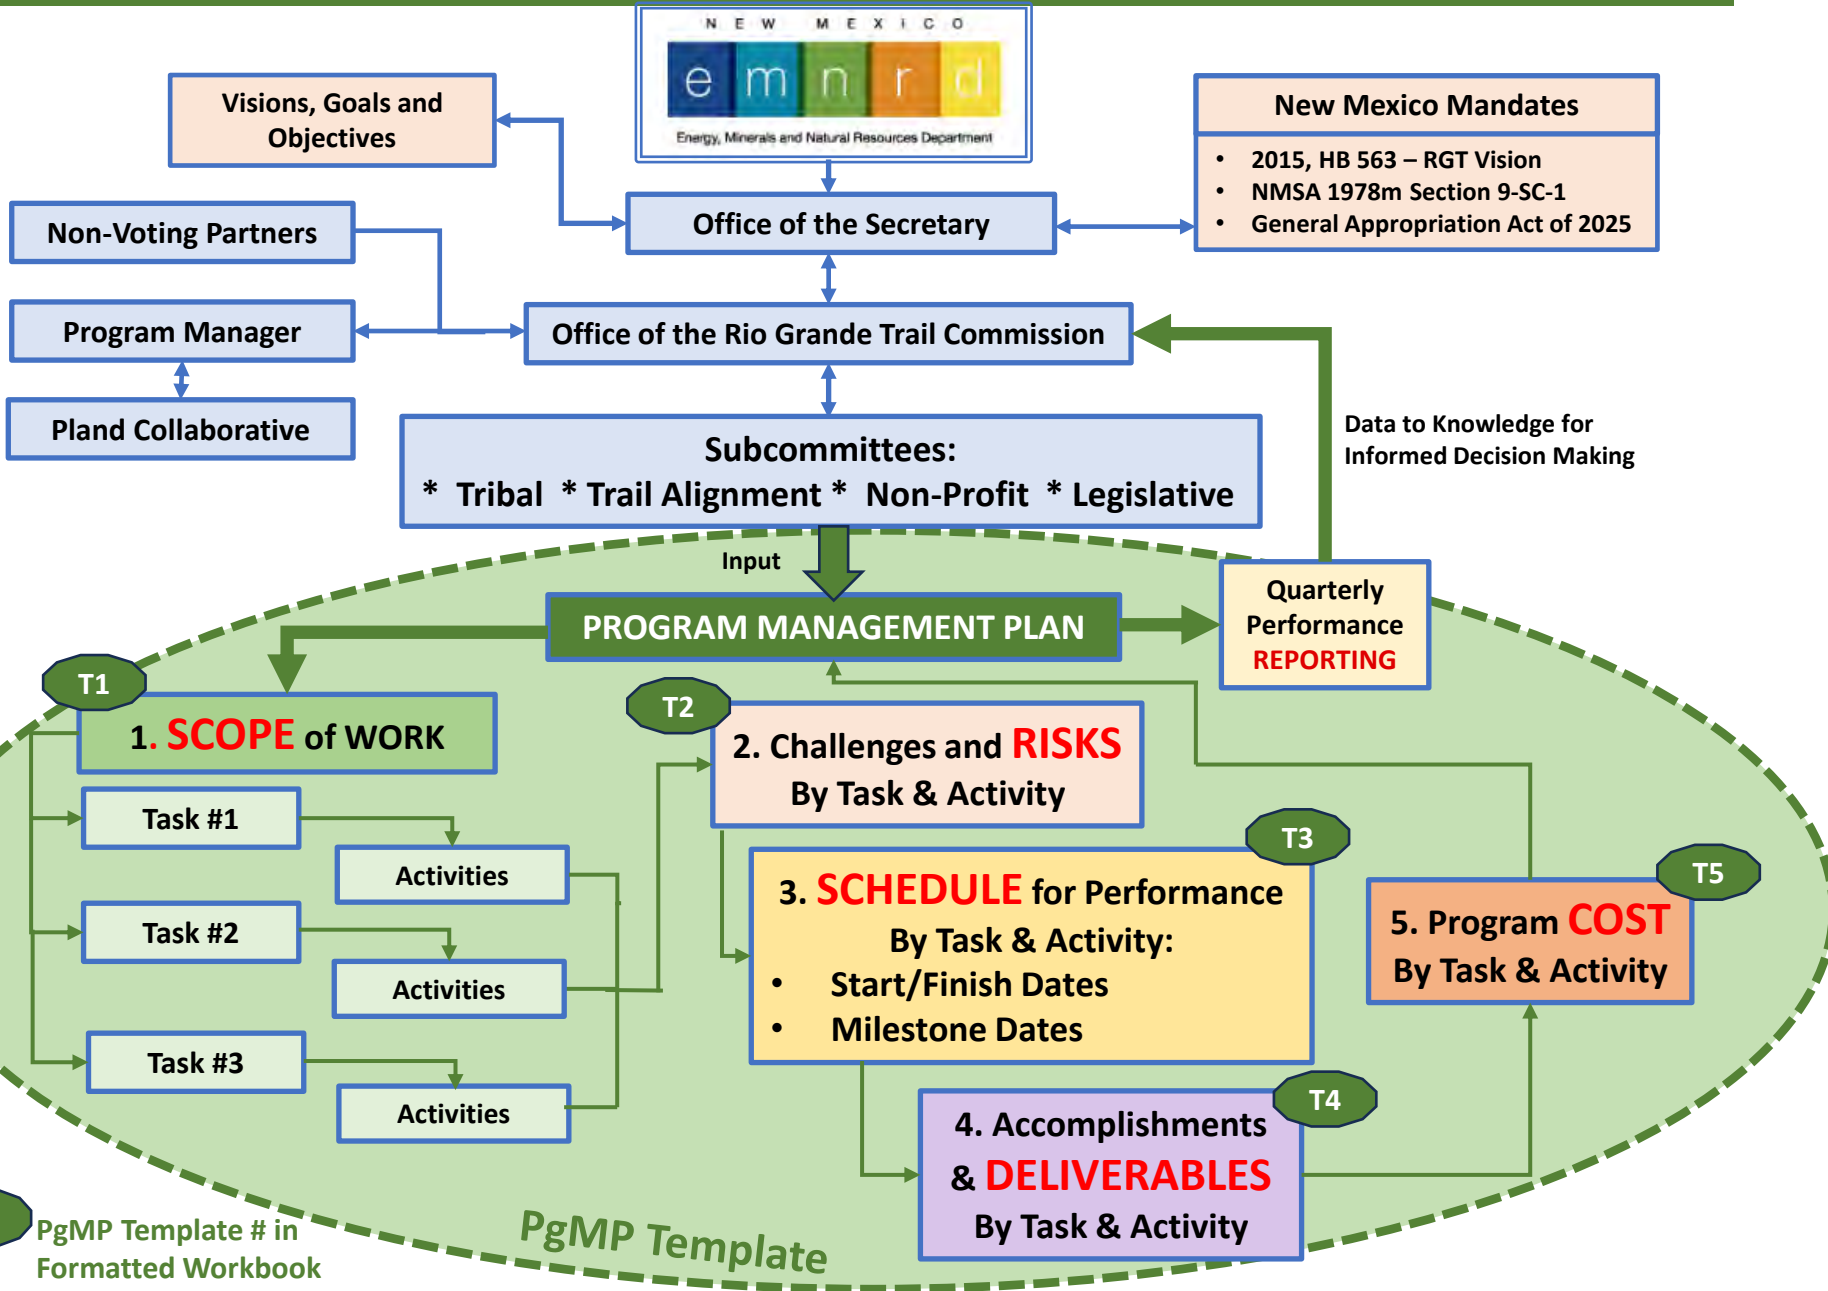 NEW MEXICO
emnrd
Energy, Minerals and Natural Resources Department
Visions, Goals and
Objectives
New Mexico Mandates
• 2015, HB 563 – RGT Vision
• NMSA 1978m Section 9-SC-1
• General Appropriation Act of 2025
Office of the Secretary
Non-Voting Partners
Program Manager
Office of the Rio Grande Trail Commission
Pland Collaborative
Subcommittees:
* Tribal * Trail Alignment * Non-Profit * Legislative
Data to Knowledge for
Informed Decision Making
Input
PROGRAM MANAGEMENT PLAN
Quarterly
Performance
REPORTING
T1
1. SCOPE of WORK
Task #1
Activities
Task #2
Activities
Task #3
Activities
T2
2. Challenges and RISKS
By Task & Activity
T3
3. SCHEDULE for Performance
By Task & Activity:
• Start/Finish Dates
• Milestone Dates
T4
4. Accomplishments
& DELIVERABLES
By Task & Activity
T5
5. Program COST
By Task & Activity
PgMP Template # in
Formatted Workbook
PgMP Template